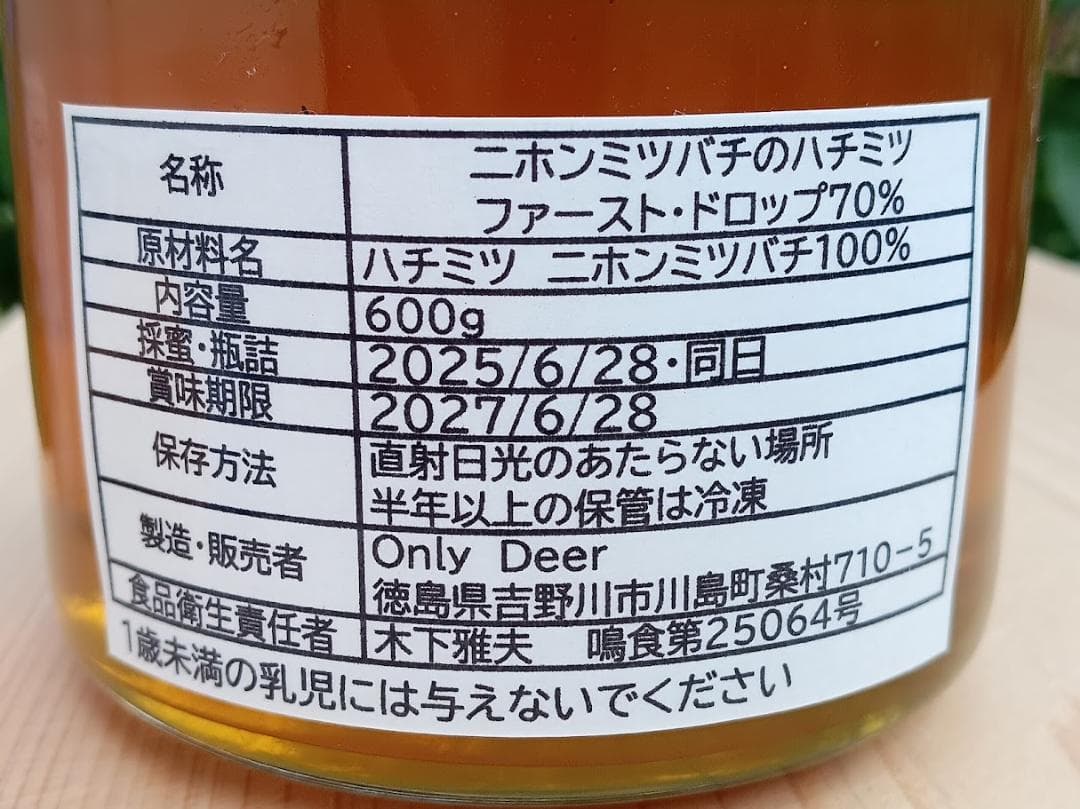 名称 ニホンミツバチのハチミツ
ファースト・ドロップ70%
原材料名 ハチミツ ニホンミツバチ100%
内容量 600g
採蜜・瓶詰 2025/6/28・同日
賞味期限 2027/6/28
保存方法 直射日光のあたらない場所
半年以上の保管は冷凍
製造・販売者 Only Deer
徳島県吉野川市川島町桑村710-5
食品衛生責任者 木下雅夫 鳴食第25064号
1歳未満の乳児には与えないでください